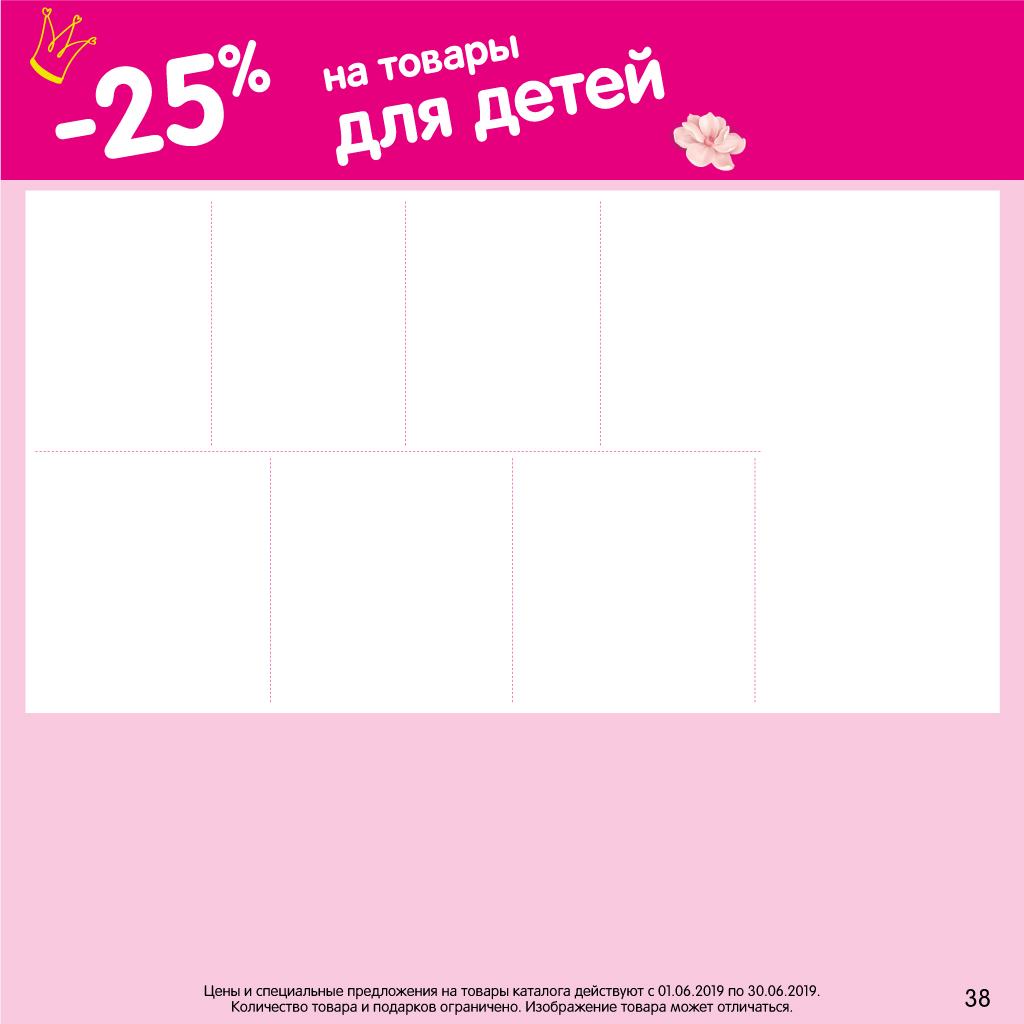 -25%
на товары
для детей
Цены и специальные предложения на товары каталога действуют с 01.06.2019 по 30.06.2019.
Количество товара и подарков ограничено. Изображение товара может отличаться.
38